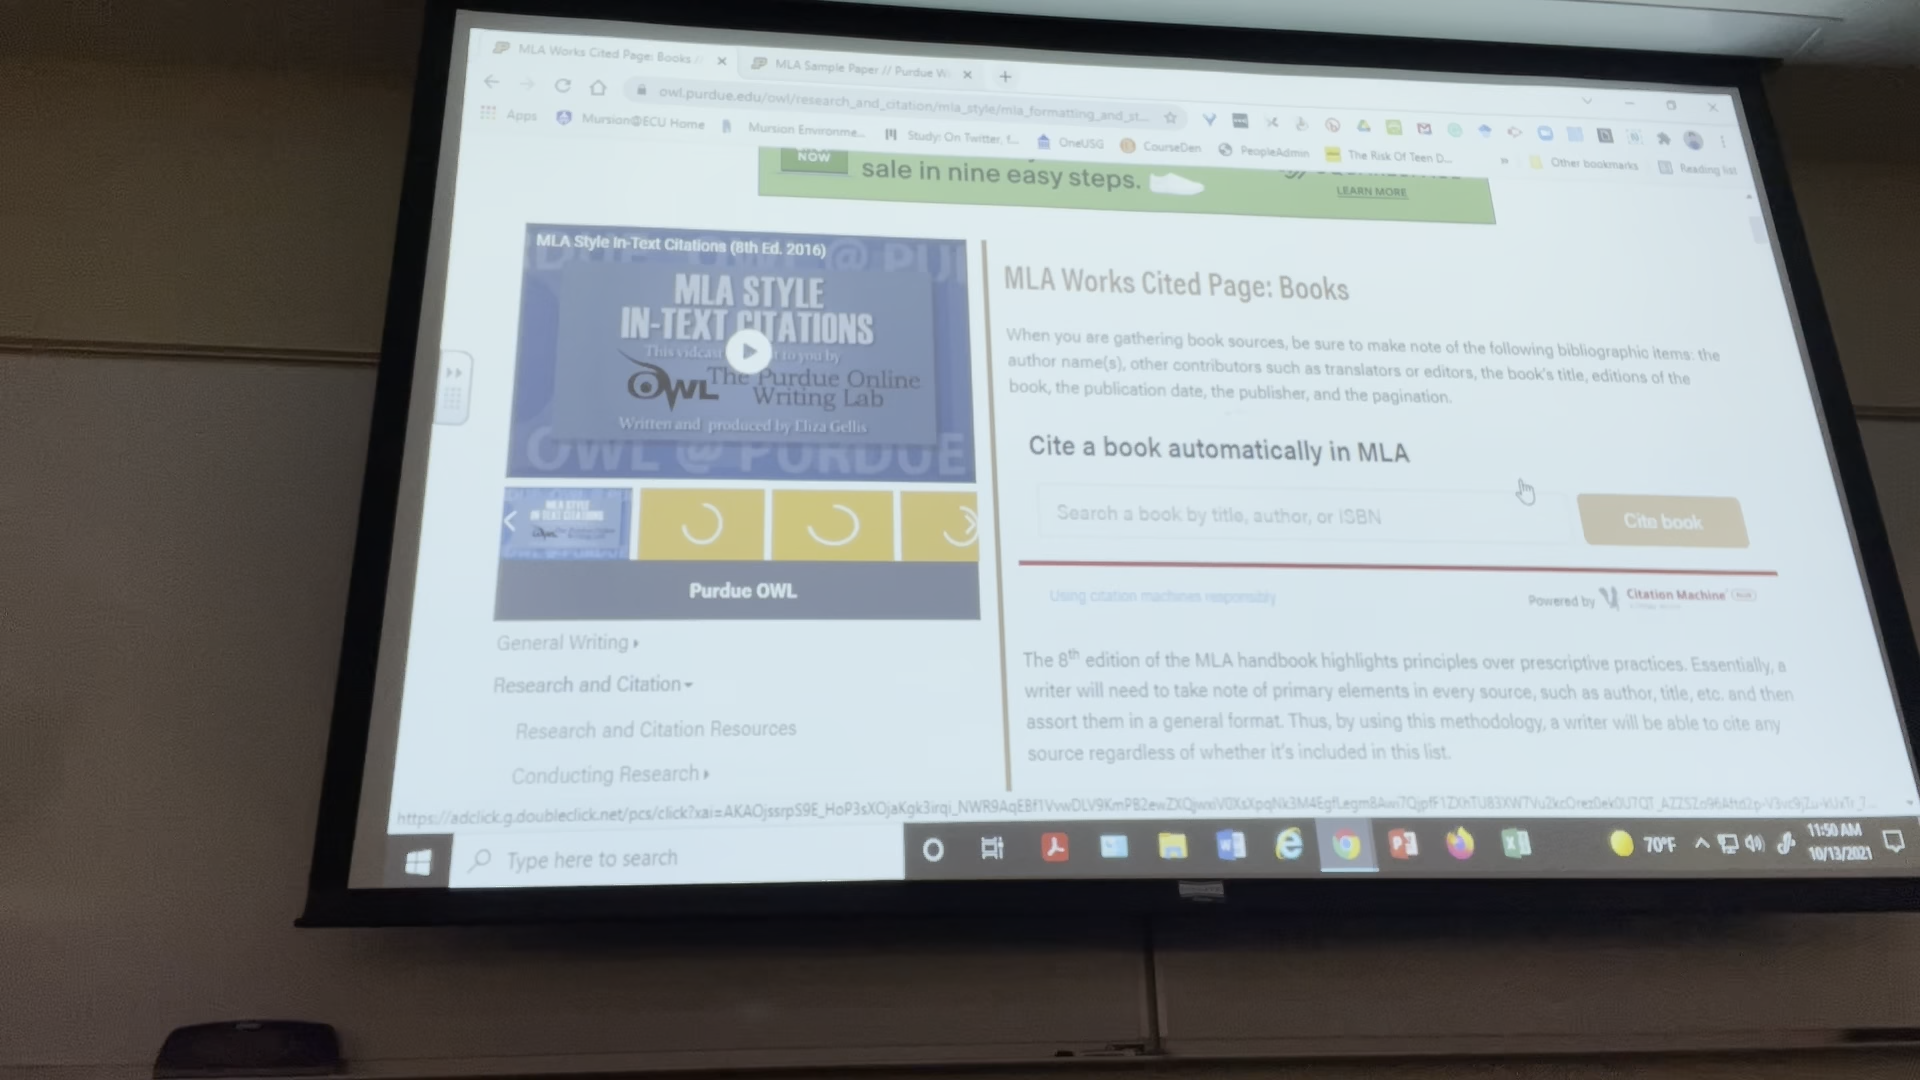 MLA Works Cited Page: Books //
MLA Sample Paper // Purdue W
owl.purdue.edu/owl/research_and_citation/mla_style/mla_formatting_and_st...
Apps
Mursion@ECU Home
Mursion Environme...
Study: On Twitter, f...
OneUSG
CourseDen
PeopleAdmin
The Risk Of Teen D...
Other bookmarks
Reading list
NOW
sale in nine easy steps.
LEARN MORE
MLA Style In-Text Citations (8th Ed. 2016)
MLA STYLE
IN-TEXT CITATIONS
This vidcast to you by
OWL The Purdue Online
Writing Lab
Written and produced by Eliza Gellis
OWL @ PURDUE
Purdue OWL
General Writing
Research and Citation
Research and Citation Resources
Conducting Research
MLA Works Cited Page: Books
When you are gathering book sources, be sure to make note of the following bibliographic items: the
author name(s), other contributors such as translators or editors, the book's title, editions of the
book, the publication date, the publisher, and the pagination.
Cite a book automatically in MLA
Search a book by title, author, or ISBN
Cite book
Using citation machines responsibly
Powered by
Citation Machine
The 8th edition of the MLA handbook highlights principles over prescriptive practices. Essentially, a
writer will need to take note of primary elements in every source, such as author, title, etc. and then
assort them in a general format. Thus, by using this methodology, a writer will be able to cite any
source regardless of whether it's included in this list.
Type here to search
70°F
11:50 AM
10/13/2021